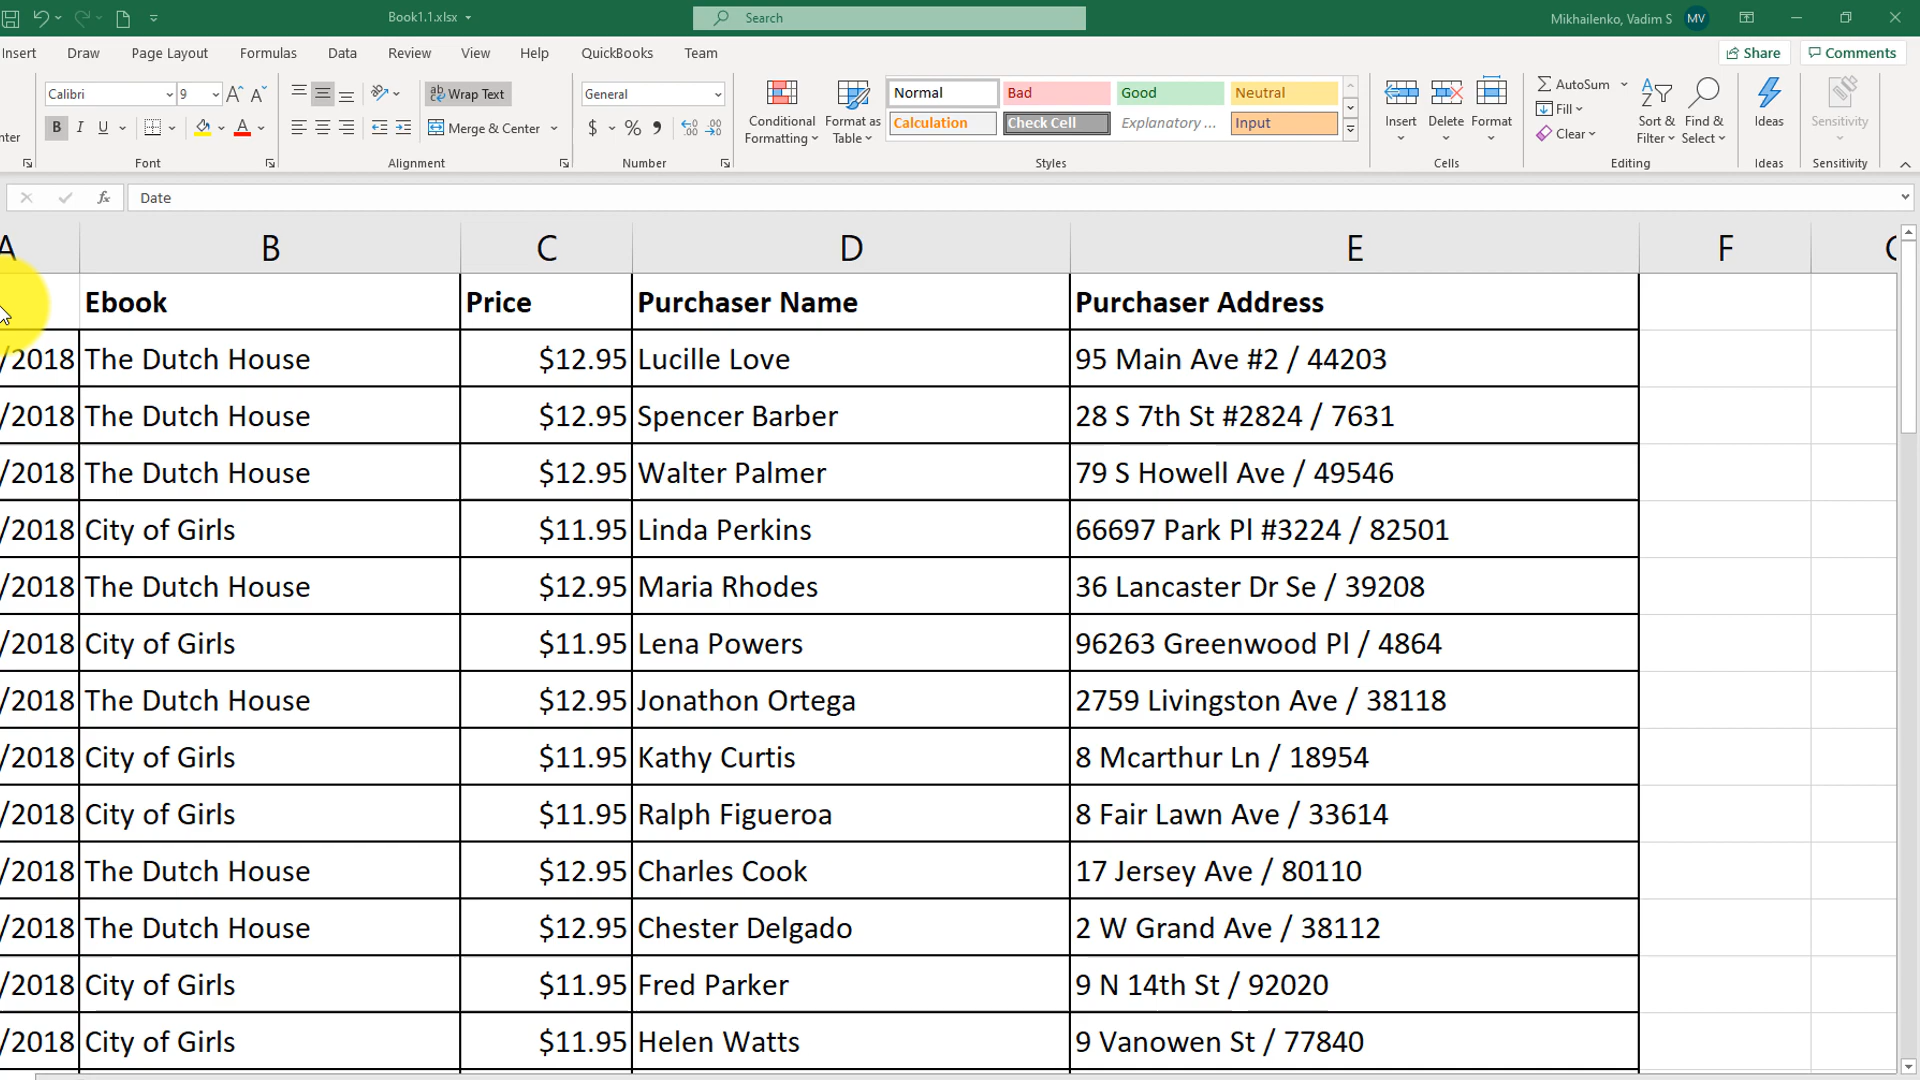 Book1.1.xlsx
Search
Mikhailenko, Vadim S
MV
Insert Draw Page Layout Formulas Data Review View Help QuickBooks Team
Share Comments
Calibri 9
Wrap Text
General
B I U
Merge & Center
$ % 9
Conditional Formatting
Format as Table
Normal Bad Good Neutral
Calculation Check Cell Explanatory ... Input
Insert Delete Format
AutoSum
Fill
Clear
Sort & Filter
Find & Select
Ideas
Sensitivity
Font Alignment Number Styles Cells Editing Ideas Sensitivity
fx Date
A B C D E F
Ebook Price Purchaser Name Purchaser Address
/2018 The Dutch House $12.95 Lucille Love 95 Main Ave #2 / 44203
/2018 The Dutch House $12.95 Spencer Barber 28 S 7th St #2824 / 7631
/2018 The Dutch House $12.95 Walter Palmer 79 S Howell Ave / 49546
/2018 City of Girls $11.95 Linda Perkins 66697 Park Pl #3224 / 82501
/2018 The Dutch House $12.95 Maria Rhodes 36 Lancaster Dr Se / 39208
/2018 City of Girls $11.95 Lena Powers 96263 Greenwood Pl / 4864
/2018 The Dutch House $12.95 Jonathon Ortega 2759 Livingston Ave / 38118
/2018 City of Girls $11.95 Kathy Curtis 8 Mcarthur Ln / 18954
/2018 City of Girls $11.95 Ralph Figueroa 8 Fair Lawn Ave / 33614
/2018 The Dutch House $12.95 Charles Cook 17 Jersey Ave / 80110
/2018 The Dutch House $12.95 Chester Delgado 2 W Grand Ave / 38112
/2018 City of Girls $11.95 Fred Parker 9 N 14th St / 92020
/2018 City of Girls $11.95 Helen Watts 9 Vanowen St / 77840